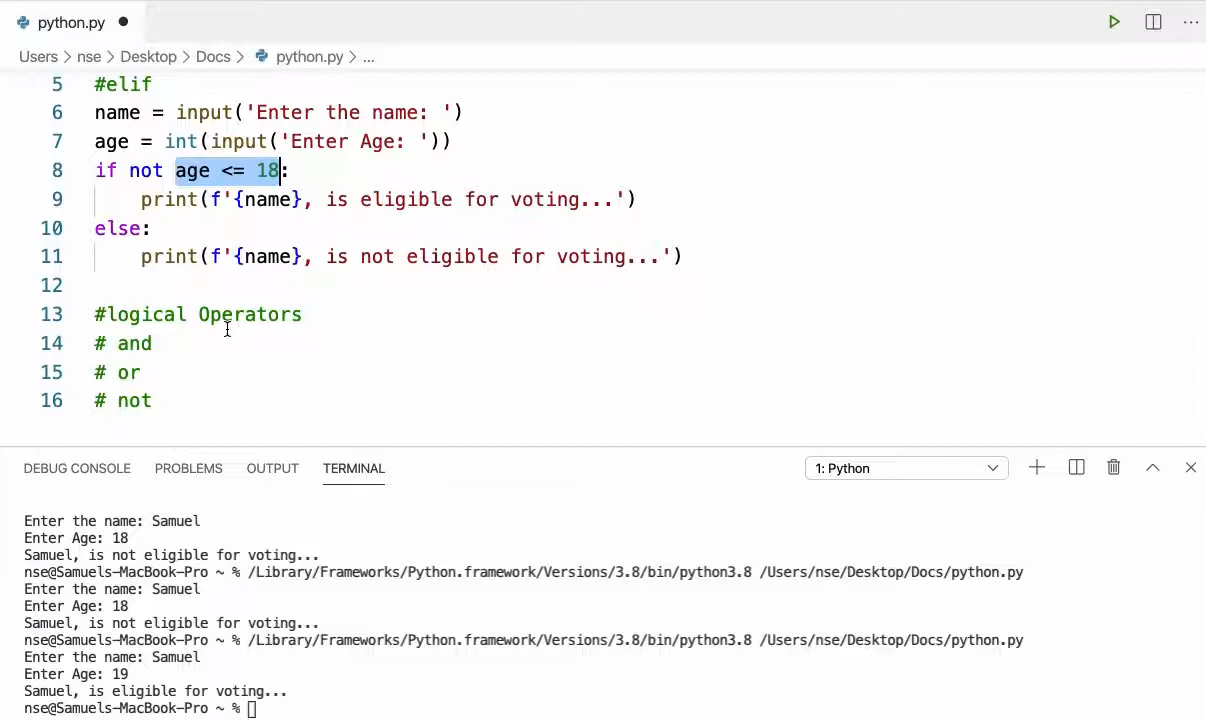 python.py
Users > nse > Desktop > Docs > python.py > ...
5 #elif
6 name = input('Enter the name: ')
7 age = int(input('Enter Age: '))
8 if not age <= 18:
9 print(f'{name}, is eligible for voting...')
10 else:
11 print(f'{name}, is not eligible for voting...')
12
13 #logical Operators
14 # and
15 # or
16 # not
DEBUG CONSOLE PROBLEMS OUTPUT TERMINAL 1: Python
Enter the name: Samuel
Enter Age: 18
Samuel, is not eligible for voting...
nse@Samuels-MacBook-Pro ~ % /Library/Frameworks/Python.framework/Versions/3.8/bin/python3.8 /Users/nse/Desktop/Docs/python.py
Enter the name: Samuel
Enter Age: 18
Samuel, is not eligible for voting...
nse@Samuels-MacBook-Pro ~ % /Library/Frameworks/Python.framework/Versions/3.8/bin/python3.8 /Users/nse/Desktop/Docs/python.py
Enter the name: Samuel
Enter Age: 19
Samuel, is eligible for voting...
nse@Samuels-MacBook-Pro ~ %